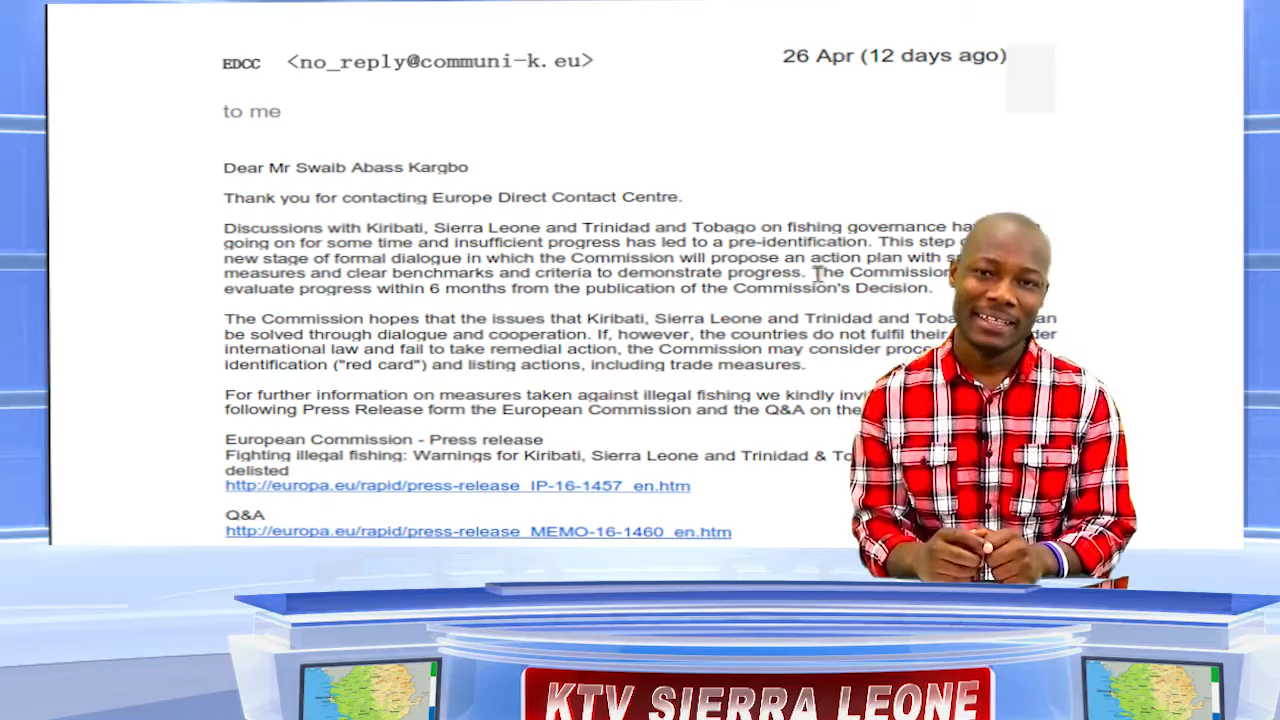 EDCC <no_reply@communi-k.eu>
26 Apr (12 days ago)
to me
Dear Mr Swaib Abass Kargbo
Thank you for contacting Europe Direct Contact Centre.
Discussions with Kiribati, Sierra Leone and Trinidad and Tobago on fishing governance
going on for some time and insufficient progress has led to a pre-identification. This step
new stage of formal dialogue in which the Commission will propose an action plan with
measures and clear benchmarks and criteria to demonstrate progress. The Commission
evaluate progress within 6 months from the publication of the Commission's Decision.
The Commission hopes that the issues that Kiribati, Sierra Leone and Trinidad and
be solved through dialogue and cooperation. If, however, the countries do not fulfil their
international law and fail to take remedial action, the Commission may consider
identification ("red card") and listing actions, including trade measures.
For further information on measures taken against illegal fishing we kindly
following Press Release form the European Commission and the Q&A on the
European Commission - Press release
Fighting illegal fishing: Warnings for Kiribati, Sierra Leone and Trinidad &
delisted
http://europa.eu/rapid/press-release_IP-16-1457_en.htm
Q&A
http://europa.eu/rapid/press-release_MEMO-16-1460_en.htm
KTV SIERRA LEONE